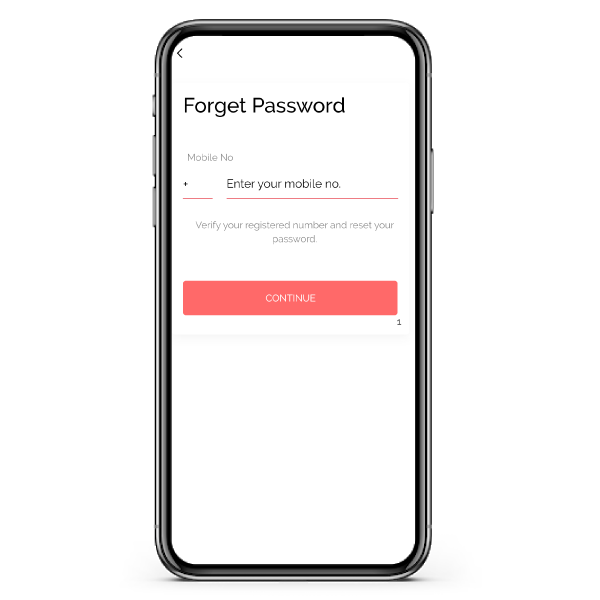 Forget Password
Mobile No
+ Enter your mobile no.
Verify your registered number and reset your
password.
CONTINUE
1